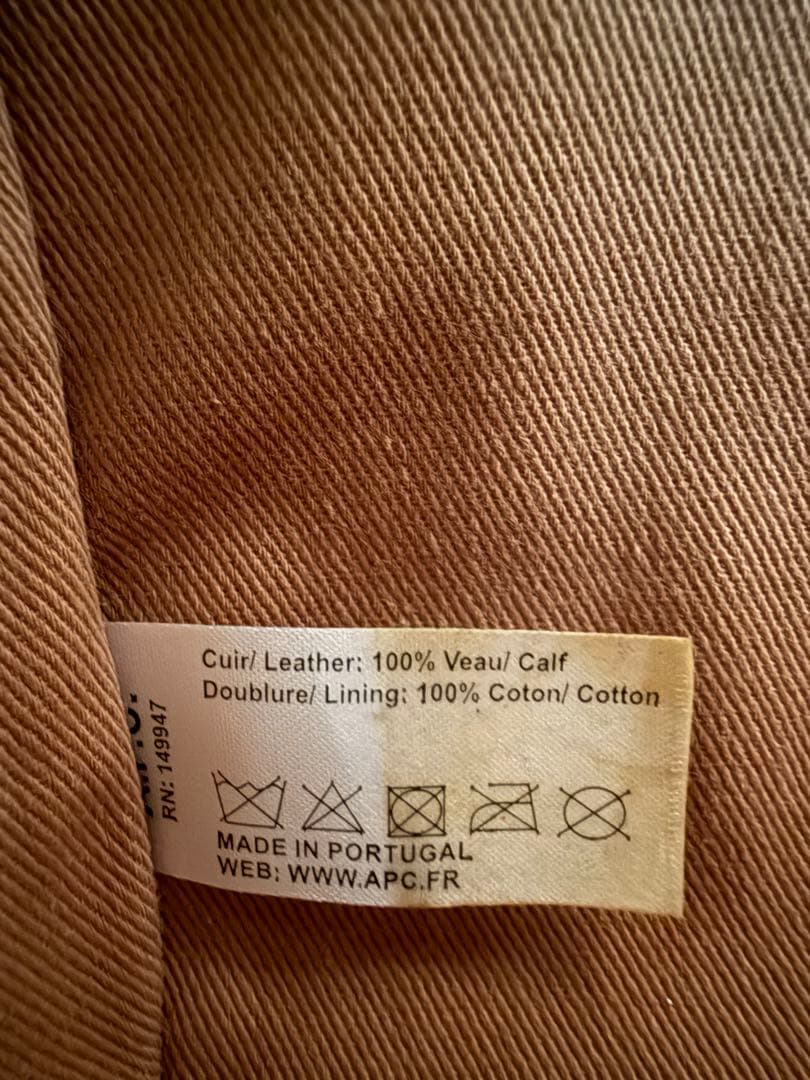 Cuir/ Leather: 100% Veau/ Calf
Doublure/ Lining: 100% Coton/ Cotton
RN: 149947
MADE IN PORTUGAL
WEB: WWW.APC.FR